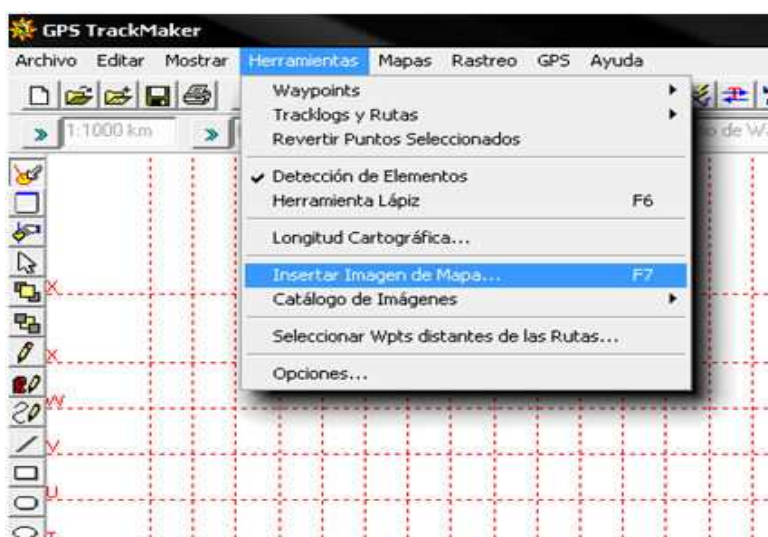 GPS TrackMaker
Archivo Editar Mostrar Herramientas Mapas Rastreo GPS Ayuda
1:1000 km
Waypoints
Tracklogs y Rutas
Revertir Puntos Seleccionados
Detección de Elementos
Herramienta Lápiz F6
Longitud Cartográfica...
Insertar Imagen de Mapa... F7
Catálogo de Imágenes
Seleccionar Wpts distantes de las Rutas...
Opciones...
X
X
W
V
U
T